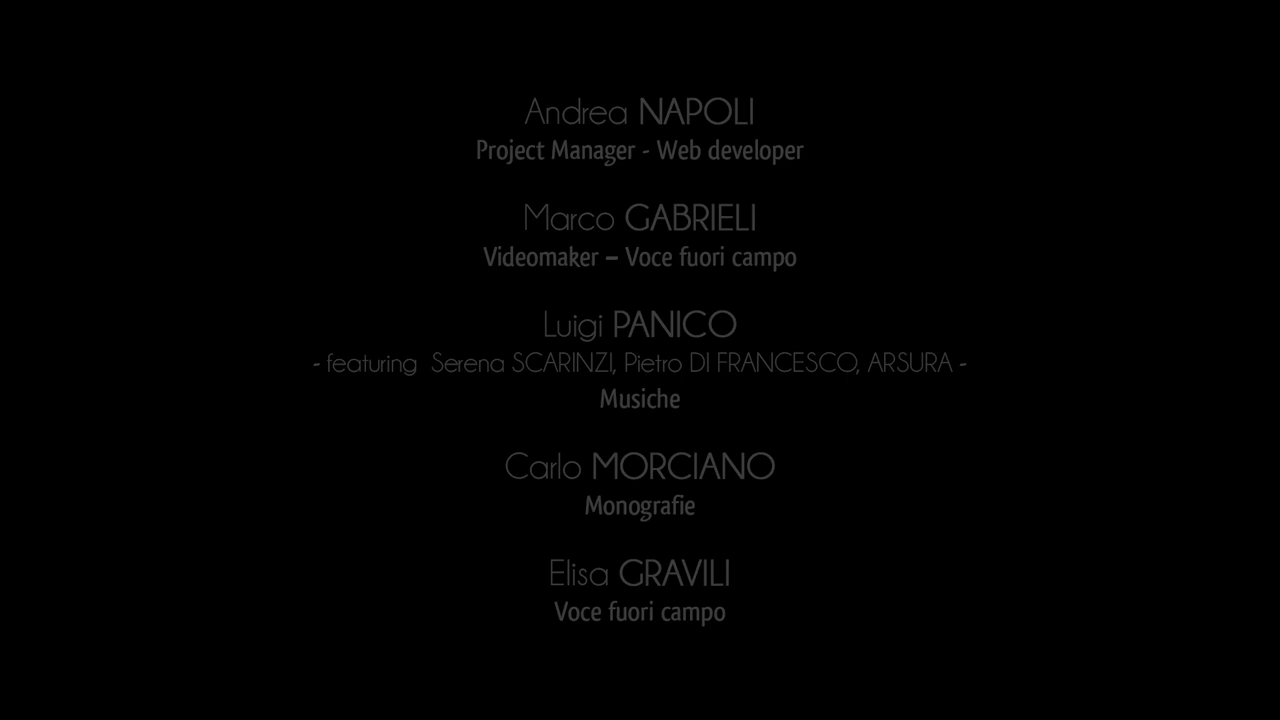 Andrea NAPOLI
Project Manager - Web developer
Marco GABRIELI
Videomaker – Voce fuori campo
Luigi PANICO
- featuring Serena SCARINZI, Pietro DI FRANCESCO, ARSURA -
Musiche
Carlo MORCIANO
Monografie
Elisa GRAVILI
Voce fuori campo